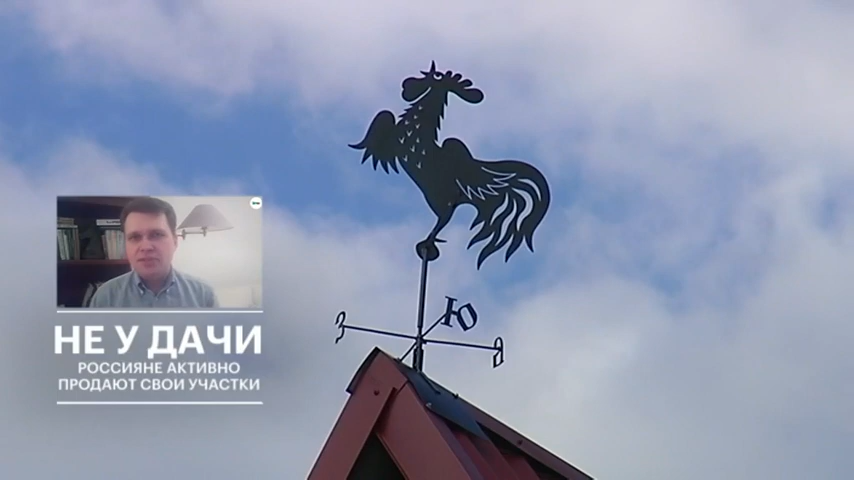 НЕ У ДАЧИ
РОССИЯНЕ АКТИВНО
ПРОДАЮТ СВОИ УЧАСТКИ
Ю
З